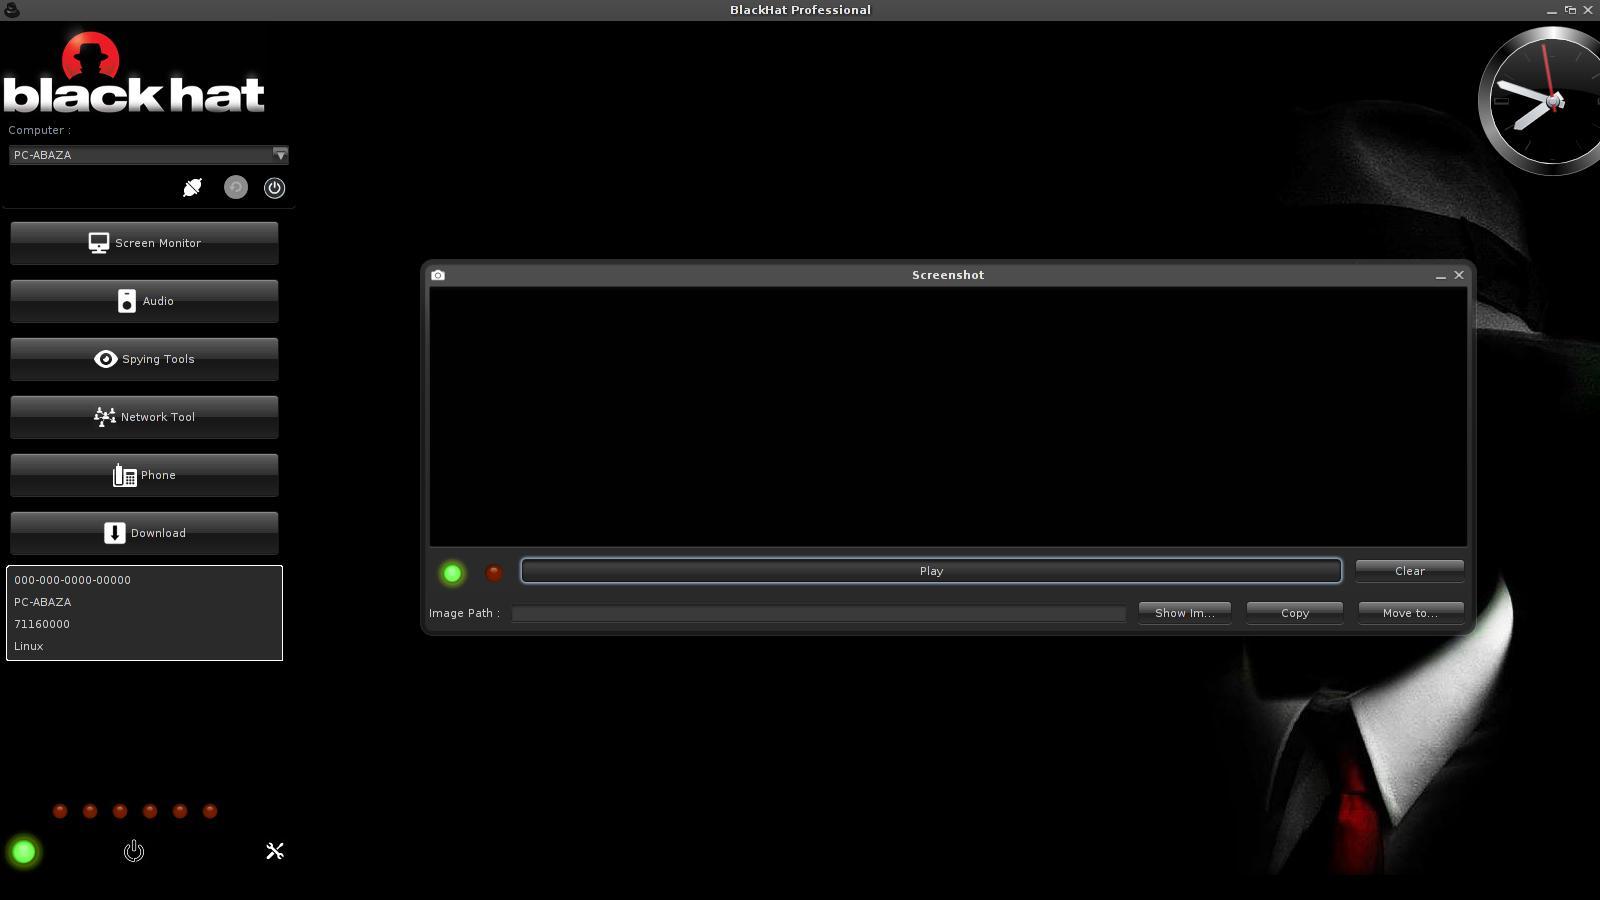 BlackHat Professional
black hat
Computer :
PC-ABAZA
Screen Monitor
Audio
Spying Tools
Network Tool
Phone
Download
000-000-0000-00000
PC-ABAZA
71160000
Linux
Screenshot
Play
Clear
Image Path :
Show Im...
Copy
Move to...